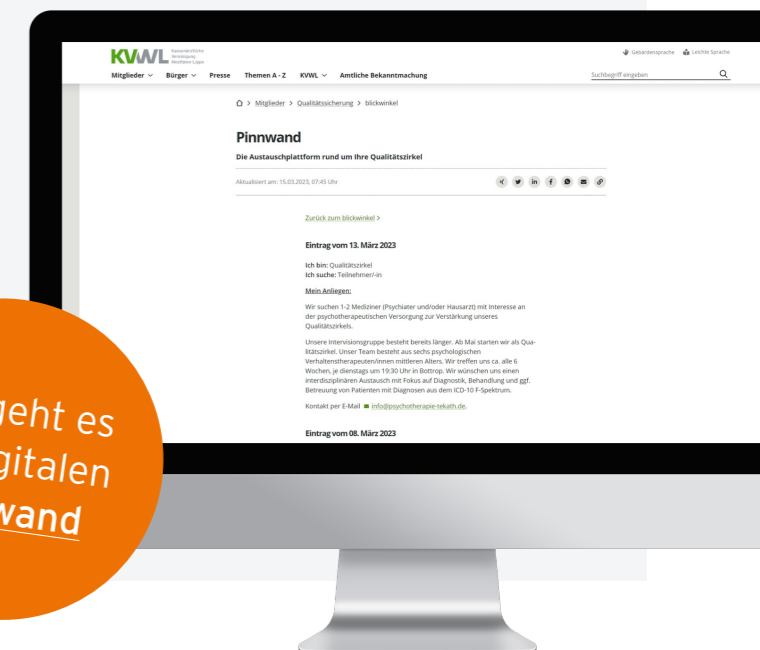 KVWL Kassenärztliche
Vereinigung
Westfalen-Lippe
Gebärdensprache Leichte Sprache
Mitglieder Bürger Presse Themen A - Z KVWL Amtliche Bekanntmachung
Suchbegriff eingeben
> Mitglieder > Qualitätssicherung > blickwinkel
Pinnwand
Die Austauschplattform rund um Ihre Qualitätszirkel
Aktualisiert am: 15.03.2023, 07:45 Uhr
Zurück zum blickwinkel >
Eintrag vom 13. März 2023
Ich bin: Qualitätszirkel
Ich suche: Teilnehmer/-in
Mein Anliegen:
Wir suchen 1-2 Mediziner (Psychiater und/oder Hausarzt) mit Interesse an
der psychotherapeutischen Versorgung zur Verstärkung unseres
Qualitätszirkels.
Unsere Intervisionsgruppe besteht bereits länger. Ab Mai starten wir als Qua-
litätszirkel. Unser Team besteht aus sechs psychologischen
Verhaltenstherapeuten/innen mittleren Alters. Wir treffen uns ca. alle 6
Wochen, je dienstags um 19:30 Uhr in Bottrop. Wir wünschen uns einen
interdisziplinären Austausch mit Fokus auf Diagnostik, Behandlung und ggf.
Betreuung von Patienten mit Diagnosen aus dem ICD-10 F-Spektrum.
Kontakt per E-Mail info@psychotherapie-tekath.de.
Eintrag vom 08. März 2023
geht es
gitalen
wand